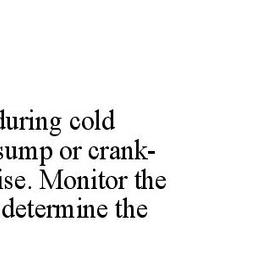 during cold
sump or crank-
ise. Monitor the
determine the